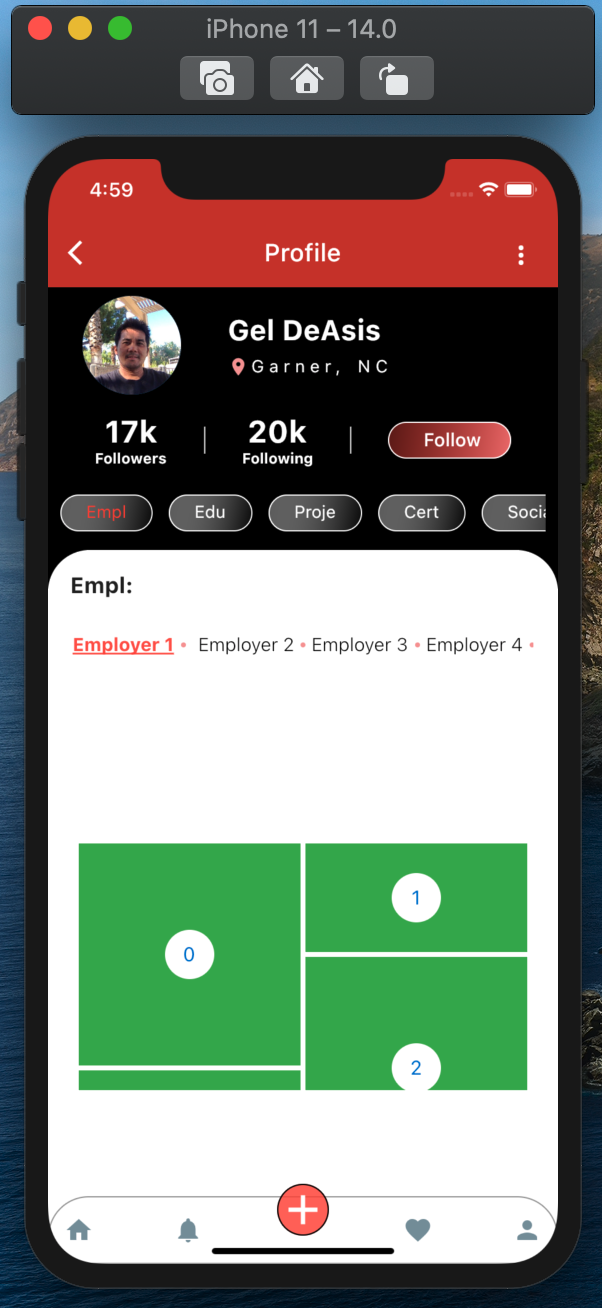 iPhone 11 – 14.0
4:59
Profile
Gel DeAsis
Garner, NC
17k 20k Follow
Followers Following
Empl Edu Proje Cert Socia
Empl:
Employer 1 • Employer 2 • Employer 3 • Employer 4 •
0
1
2